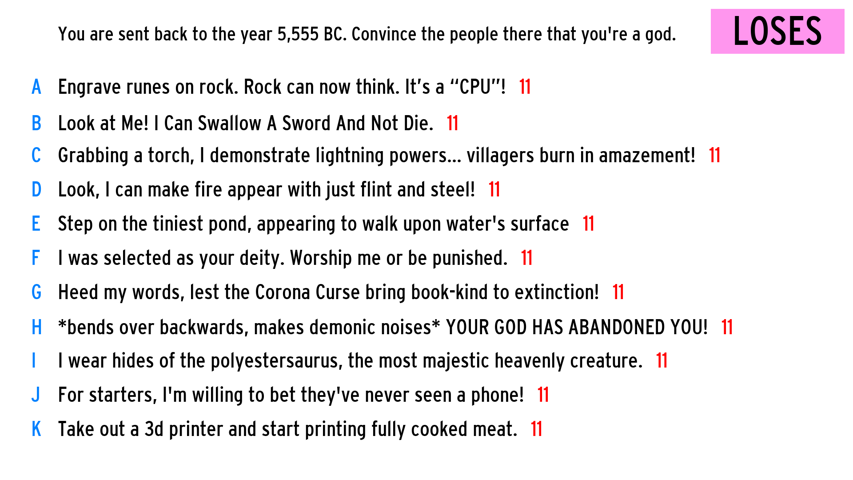 You are sent back to the year 5,555 BC. Convince the people there that you're a god.
LOSES
A Engrave runes on rock. Rock can now think. It’s a “CPU”! 11
B Look at Me! I Can Swallow A Sword And Not Die. 11
C Grabbing a torch, I demonstrate lightning powers... villagers burn in amazement! 11
D Look, I can make fire appear with just flint and steel! 11
E Step on the tiniest pond, appearing to walk upon water's surface 11
F I was selected as your deity. Worship me or be punished. 11
G Heed my words, lest the Corona Curse bring book-kind to extinction! 11
H *bends over backwards, makes demonic noises* YOUR GOD HAS ABANDONED YOU! 11
I I wear hides of the polyestersaurus, the most majestic heavenly creature. 11
J For starters, I'm willing to bet they've never seen a phone! 11
K Take out a 3d printer and start printing fully cooked meat. 11